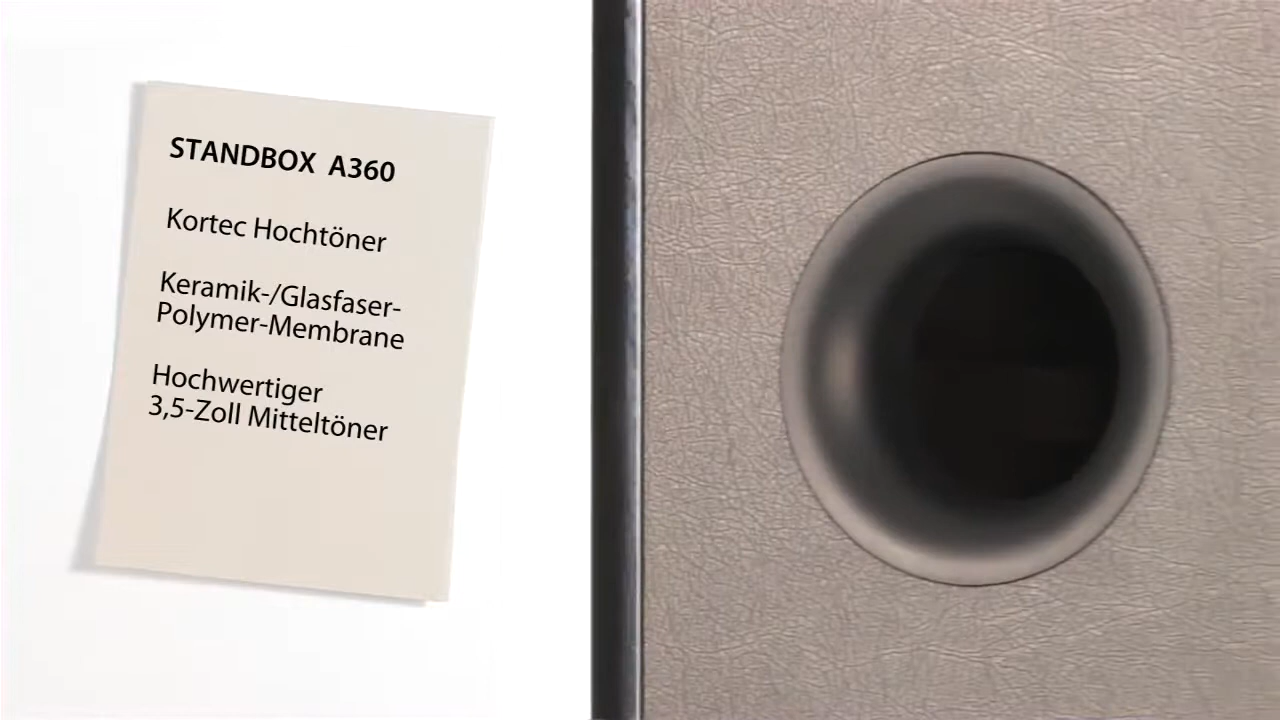 STANDBOX A360
Kortec Hochtöner
Keramik-/Glasfaser-
Polymer-Membrane
Hochwertiger
3,5-Zoll Mitteltöner